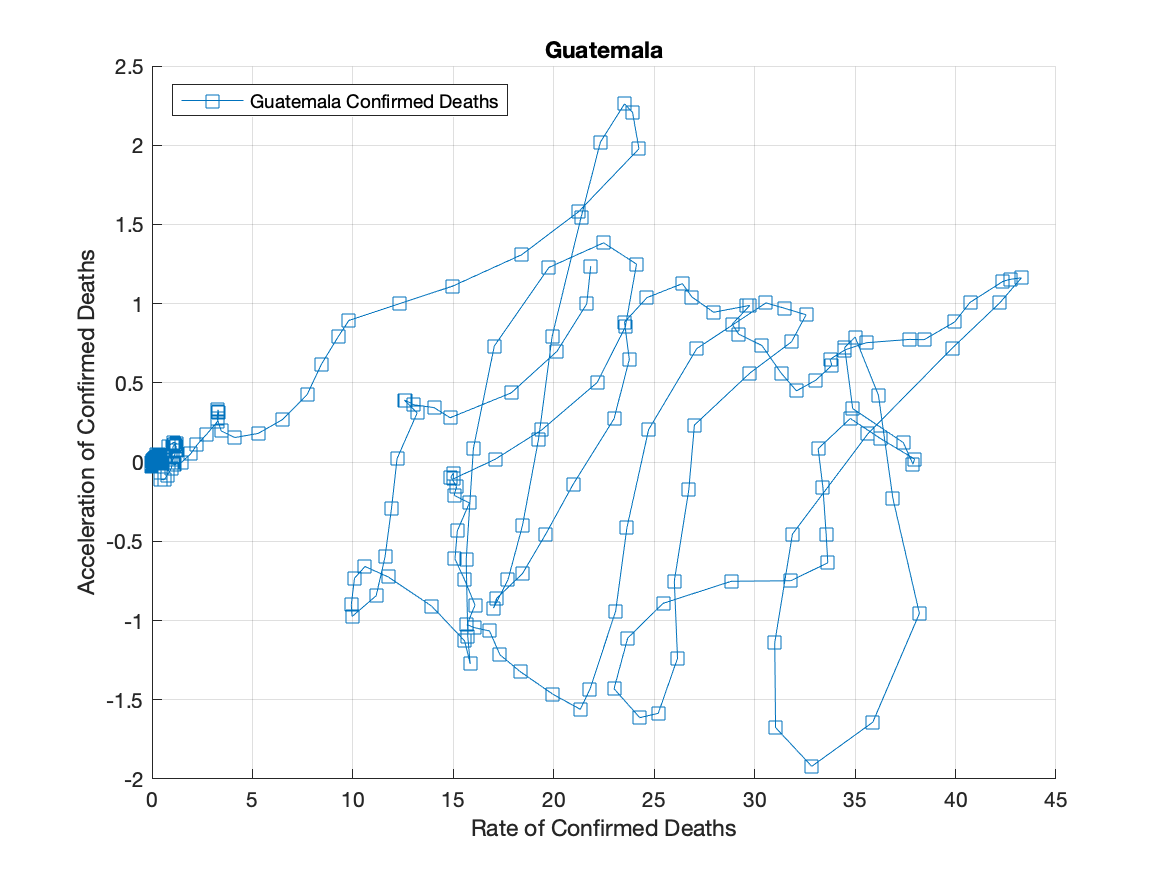 Guatemala
2.5
Guatemala Confirmed Deaths
2
1.5
1
0.5
0
-0.5
-1
-1.5
-2
Acceleration of Confirmed Deaths
0 5 10 15 20 25 30 35 40 45
Rate of Confirmed Deaths